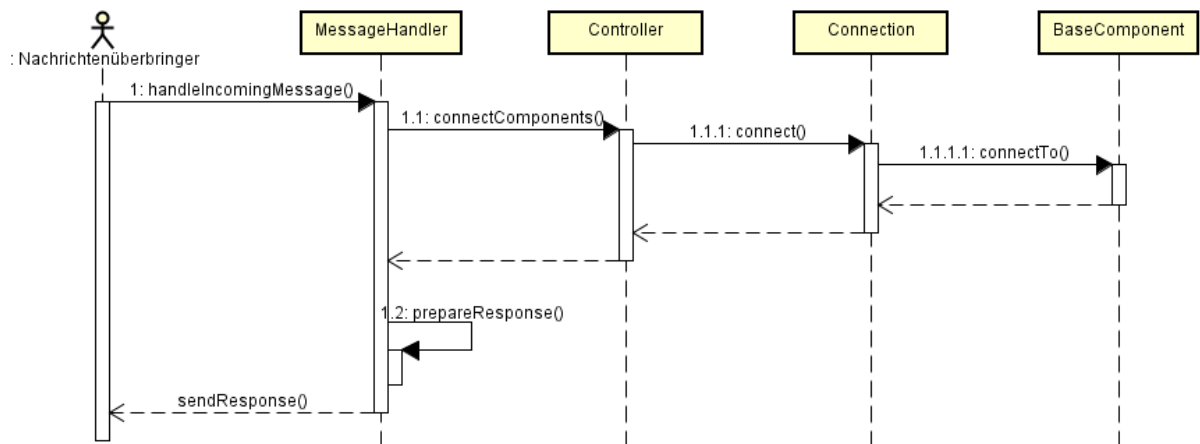 MessageHandler
Controller
Connection
BaseComponent
: Nachrichtenüberbringer
1: handleIncomingMessage()
1.1: connectComponents()
1.1.1: connect()
1.1.1.1: connectTo()
1.2: prepareResponse()
sendResponse()